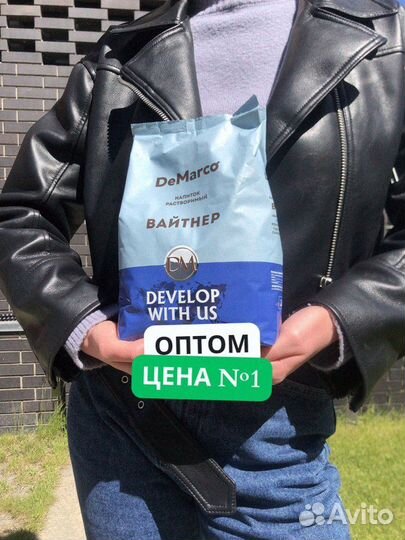 DeMarco
НАПИТОК
РАСТВОРИМЫЙ
ВАЙТНЕР
DM
DEVELOP
WITH US
ОПТОМ
ЦЕНА №1
Avito